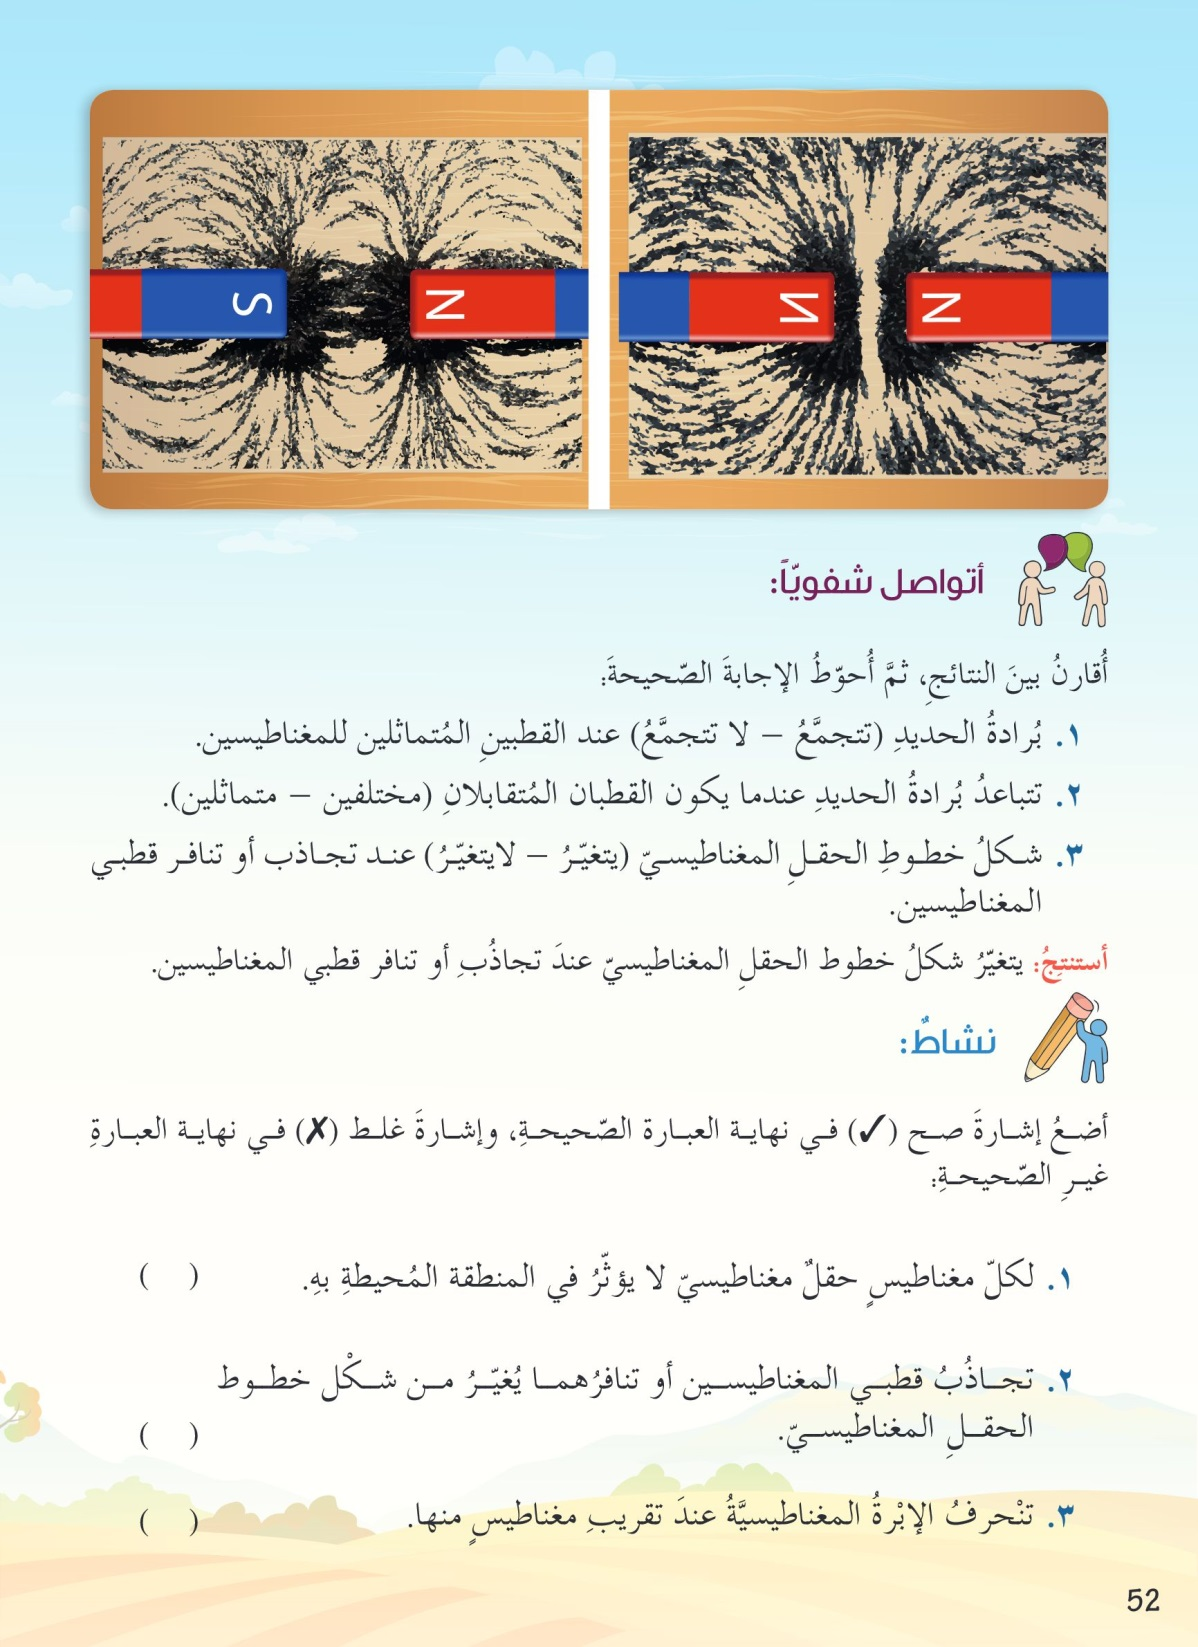 S N N N
أتواصل شفويّاً:
أُقارنُ بينَ النتائجِ، ثمَّ أُحوّطُ الإجابةَ الصّحيحةَ:
١. بُرادةُ الحديدِ (تتجمَّعُ – لا تتجمَّعُ) عند القطبينِ المُتماثلين للمغناطيسين.
٢. تتباعدُ بُرادةُ الحديدِ عندما يكون القطبان المُتقابلانِ (مختلفين – متماثلين).
٣. شكلُ خطوطِ الحقلِ المغناطيسيّ (يتغيّرُ – لايتغيّرُ) عند تجاذب أو تنافر قطبي
المغناطيسين.
أستنتجُ: يتغيّرُ شكلُ خطوط الحقلِ المغناطيسيّ عندَ تجاذُبِ أو تنافر قطبي المغناطيسين.
نشاطٌ:
أضعُ إشارةَ صح (✓) في نهاية العبارة الصّحيحةِ، وإشارةَ غلط (✗) في نهاية العبارةِ
غيرِ الصّحيحةِ:
١. لكلّ مغناطيسٍ حقلٌ مغناطيسيّ لا يؤثّرُ في المنطقة المُحيطةِ بهِ. ( )
٢. تجاذُبُ قطبي المغناطيسين أو تنافرُهما يُغيّرُ من شكْل خطوط
الحقلِ المغناطيسيّ. ( )
٣. تنْحرفُ الإبْرةُ المغناطيسيَّةُ عندَ تقريبِ مغناطيسٍ منها. ( )
52